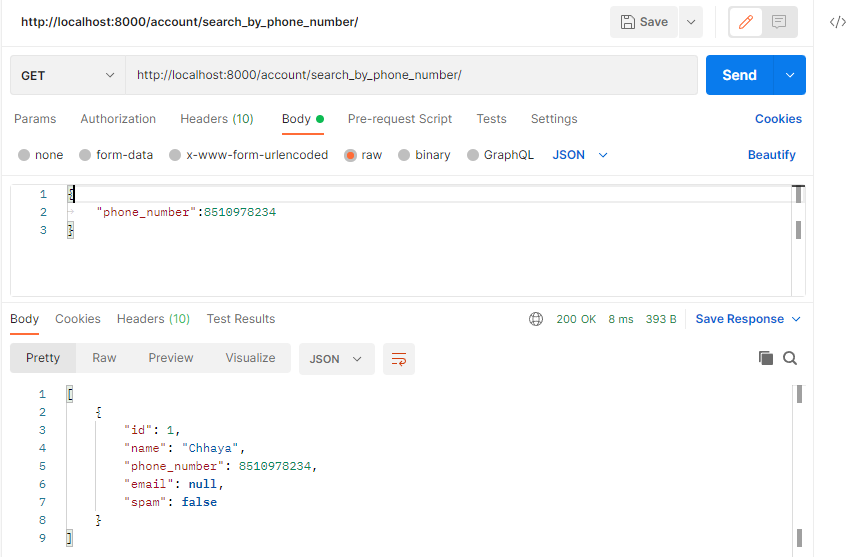 http://localhost:8000/account/search_by_phone_number/ Save </>
GET http://localhost:8000/account/search_by_phone_number/ Send
Params Authorization Headers (10) Body Pre-request Script Tests Settings Cookies
none form-data x-www-form-urlencoded raw binary GraphQL JSON Beautify
1 {
2 "phone_number":8510978234
3 }
Body Cookies Headers (10) Test Results 200 OK 8 ms 393 B Save Response
Pretty Raw Preview Visualize JSON
1 [
2 {
3 "id": 1,
4 "name": "Chhaya",
5 "phone_number": 8510978234,
6 "email": null,
7 "spam": false
8 }
9 ]